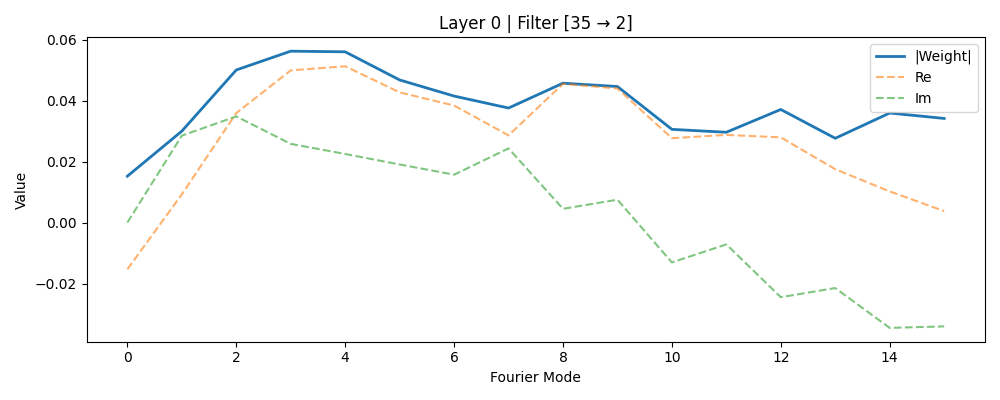 Layer 0 | Filter [35 → 2]
0.06
0.04
0.02
0.00
−0.02
Value
|Weight|
Re
Im
0 2 4 6 8 10 12 14
Fourier Mode